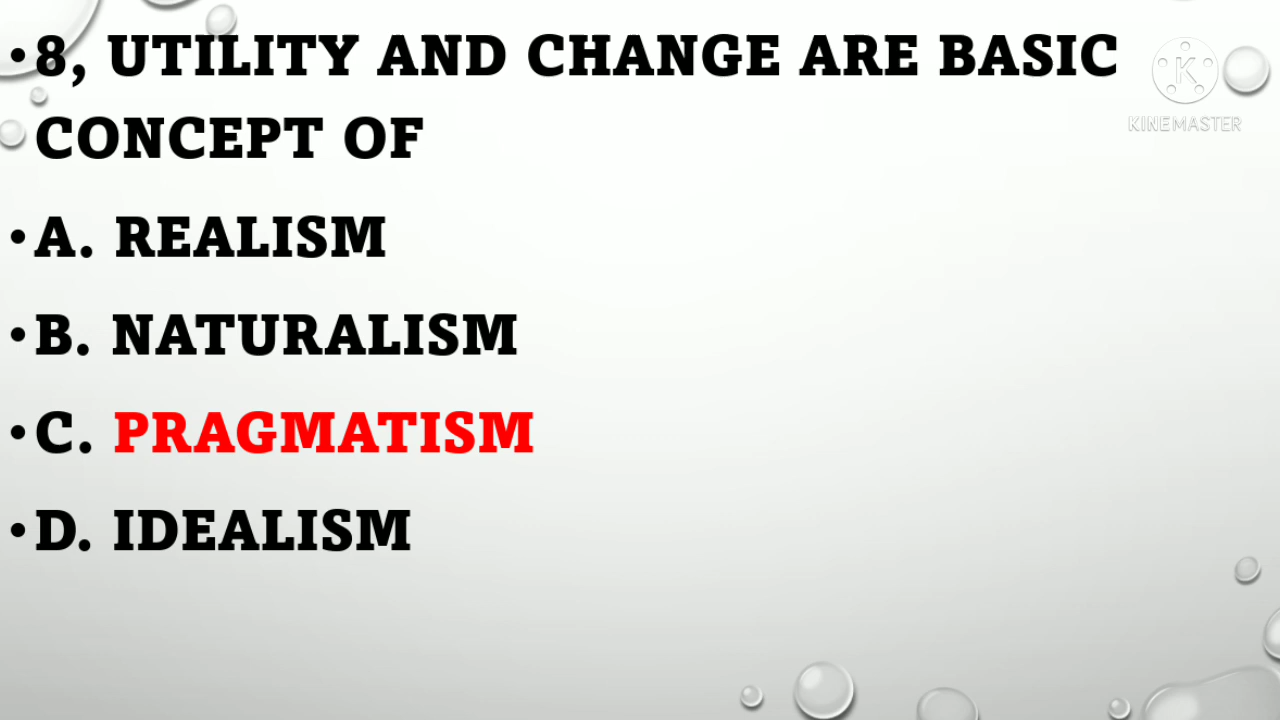 •8, UTILITY AND CHANGE ARE BASIC
CONCEPT OF
•A. REALISM
•B. NATURALISM
•C. PRAGMATISM
•D. IDEALISM
K
KINEMASTER